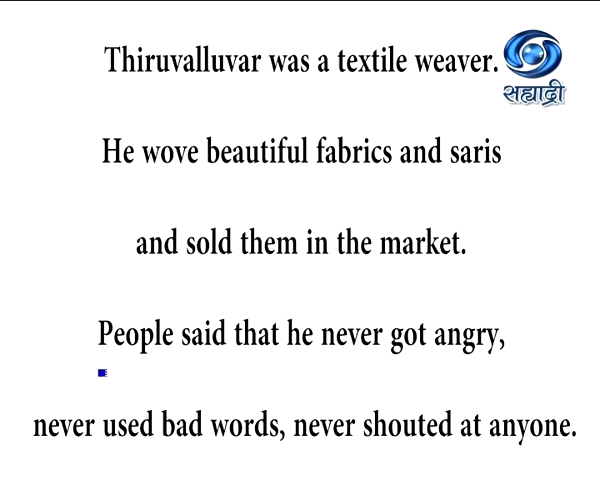 Thiruvalluvar was a textile weaver.
सह्याद्री
He wove beautiful fabrics and saris
and sold them in the market.
People said that he never got angry,
never used bad words, never shouted at anyone.